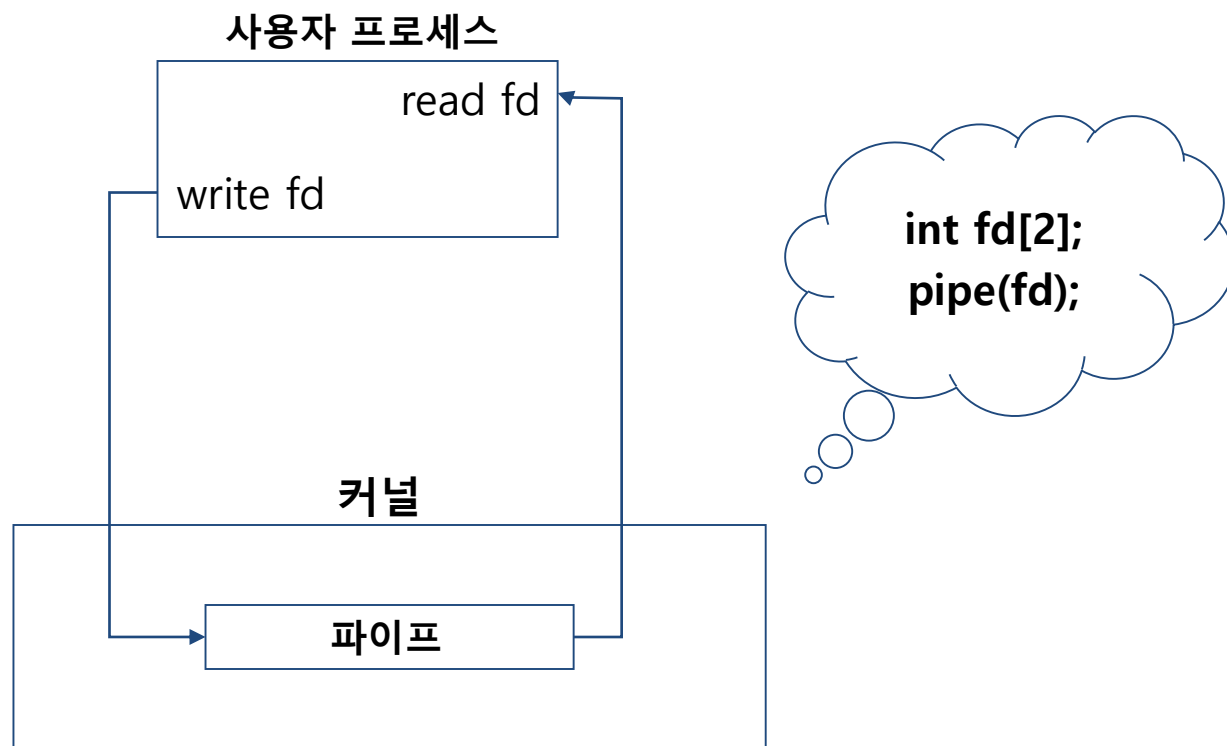 사용자 프로세스
read fd
write fd
int fd[2];
pipe(fd);
커널
파이프